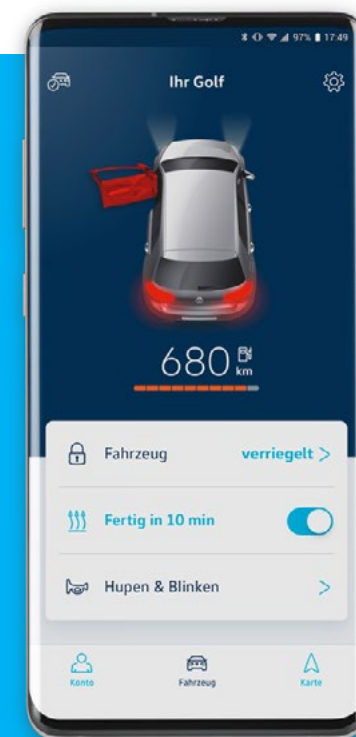 97% 17:49
Ihr Golf
680 km
Fahrzeug verriegelt >
Fertig in 10 min
Hupen & Blinken >
Konto Fahrzeug Karte